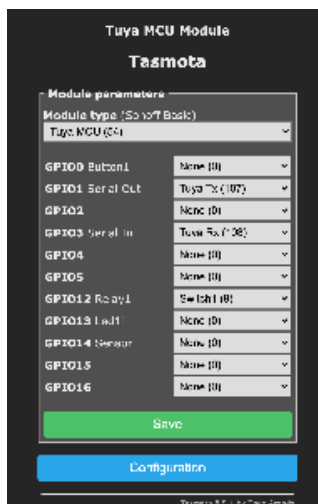 Tuya MCU Module
Tasmota
Module parameters
Module type (Sonoff Basic)
Tuya MCU (54)
GPIO0 Button1 None (0)
GPIO1 Serial Out Tuya Tx (107)
GPIO2 None (0)
GPIO3 Serial In Tuya Rx (108)
GPIO4 None (0)
GPIO5 None (0)
GPIO12 Relay1 Switch1 (9)
GPIO13 Led1i None (0)
GPIO14 Sensor None (0)
GPIO15 None (0)
GPIO16 None (0)
Save
Configuration